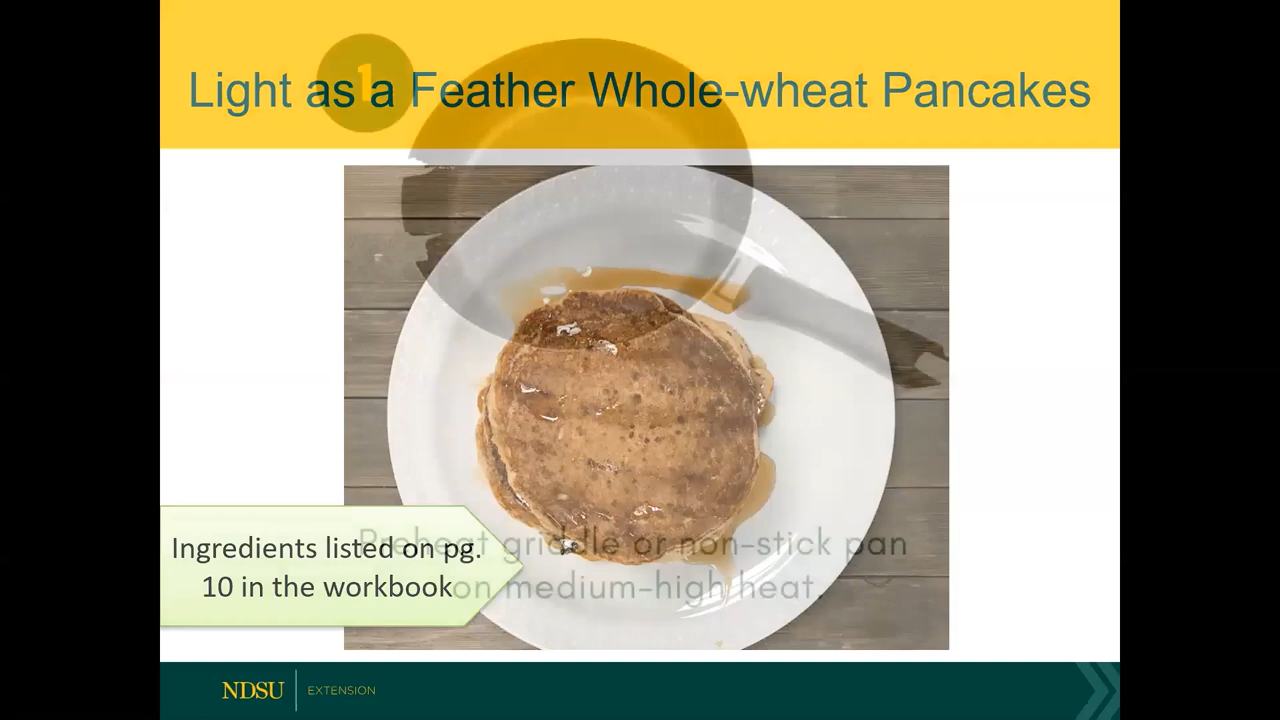 1
Light as a Feather Whole-wheat Pancakes
Ingredients listed on pg.
10 in the workbook
Preheat griddle or non-stick pan
on medium-high heat.
NDSU EXTENSION